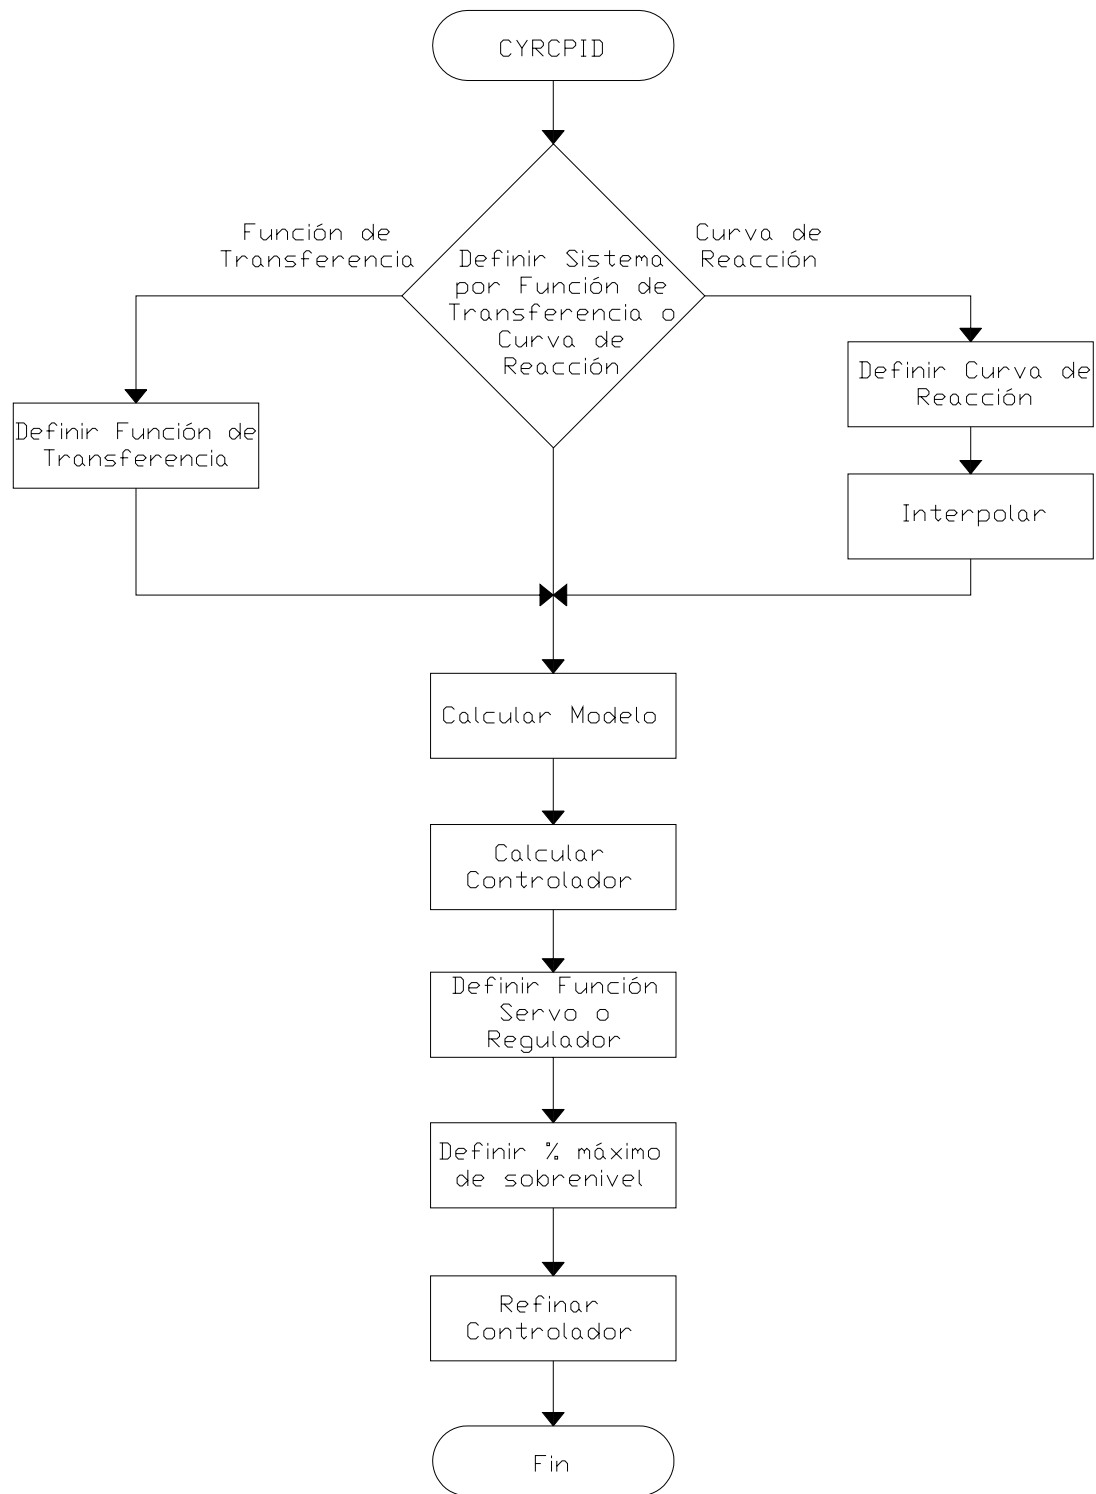 CYRCPID
Función de
Transferencia
Curva de
Reacción
Definir Sistema
por Función de
Transferencia o
Curva de
Reacción
Definir Curva de
Reacción
Definir Función de
Transferencia
Interpolar
Calcular Modelo
Calcular
Controlador
Definir Función
Servo o
Regulador
Definir % máximo
de sobrenivel
Refinar
Controlador
Fin